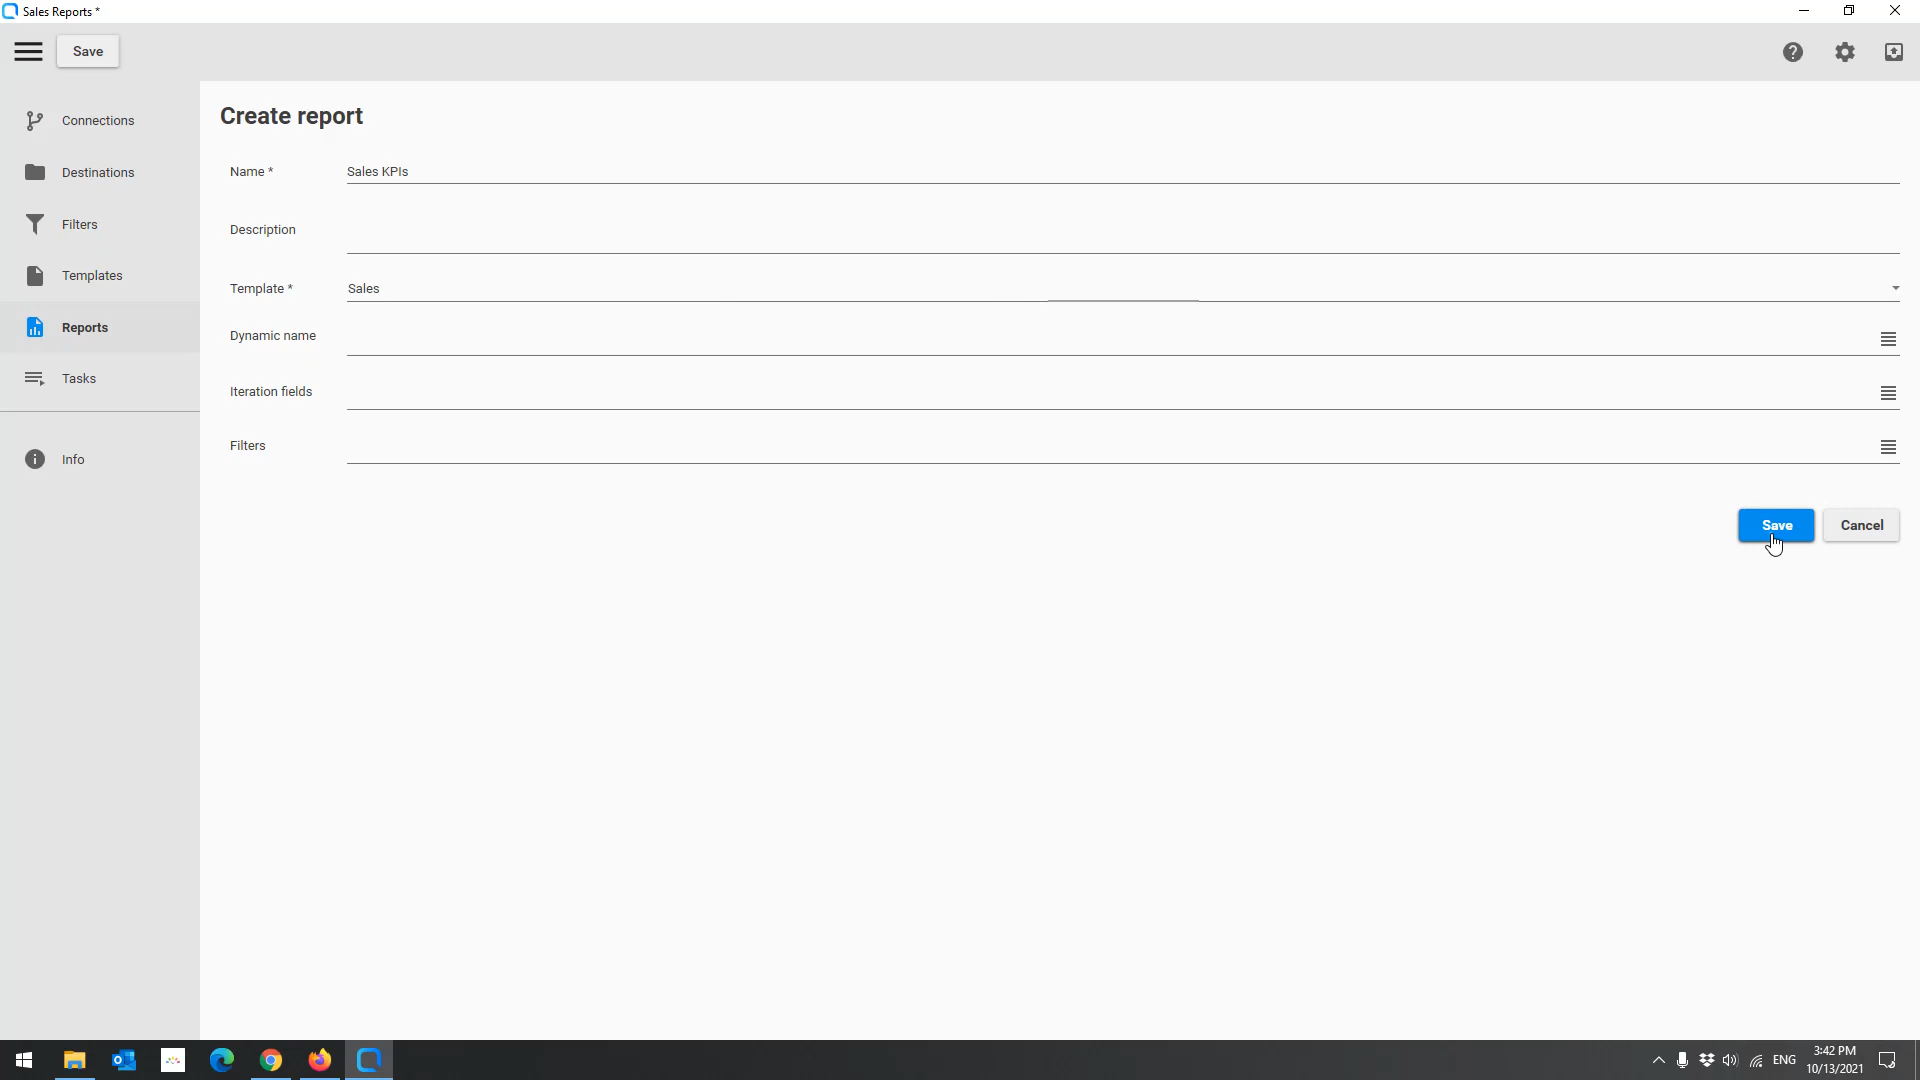 Sales Reports *
Save
Connections
Destinations
Filters
Templates
Reports
Tasks
Info
Create report
Name * Sales KPIs
Description
Template * Sales
Dynamic name
Iteration fields
Filters
Save Cancel
ENG
3:42 PM
10/13/2021